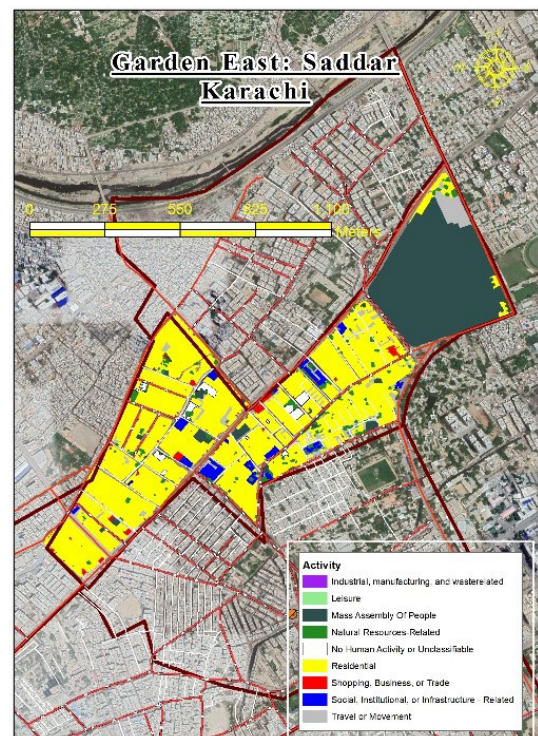 Garden East: Saddar
Karachi
0 275 550 825 1,100
Meters
Activity
Industrial, manufacturing, and wasterelated
Leisure
Mass Assembly Of People
Natural Resources-Related
No Human Activity or Unclassifiable
Residential
Shopping, Business, or Trade
Social, Institutional, or Infrastructure - Related
Travel or Movement